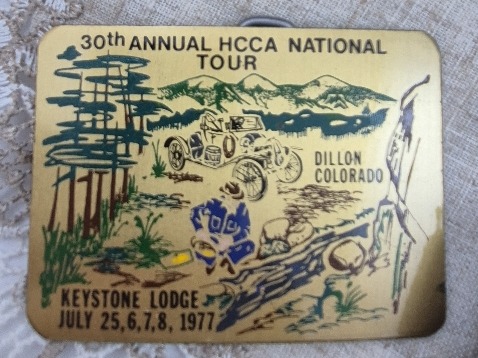 30th ANNUAL HCCA NATIONAL
TOUR
DILLON
COLORADO
KEYSTONE LODGE
JULY 25,6,7,8, 1977